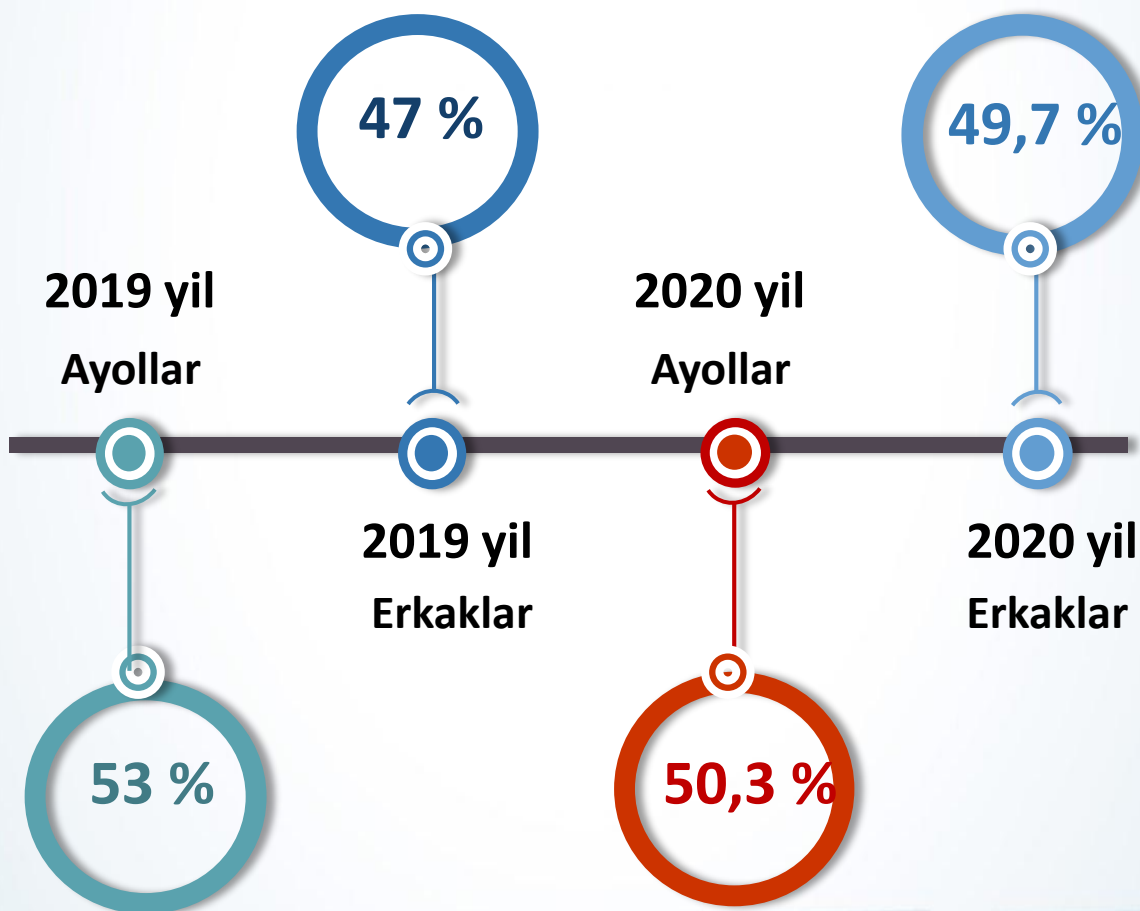 47 %
49,7 %
2019 yil
Ayollar
2020 yil
Ayollar
2019 yil
Erkaklar
2020 yil
Erkaklar
53 %
50,3 %